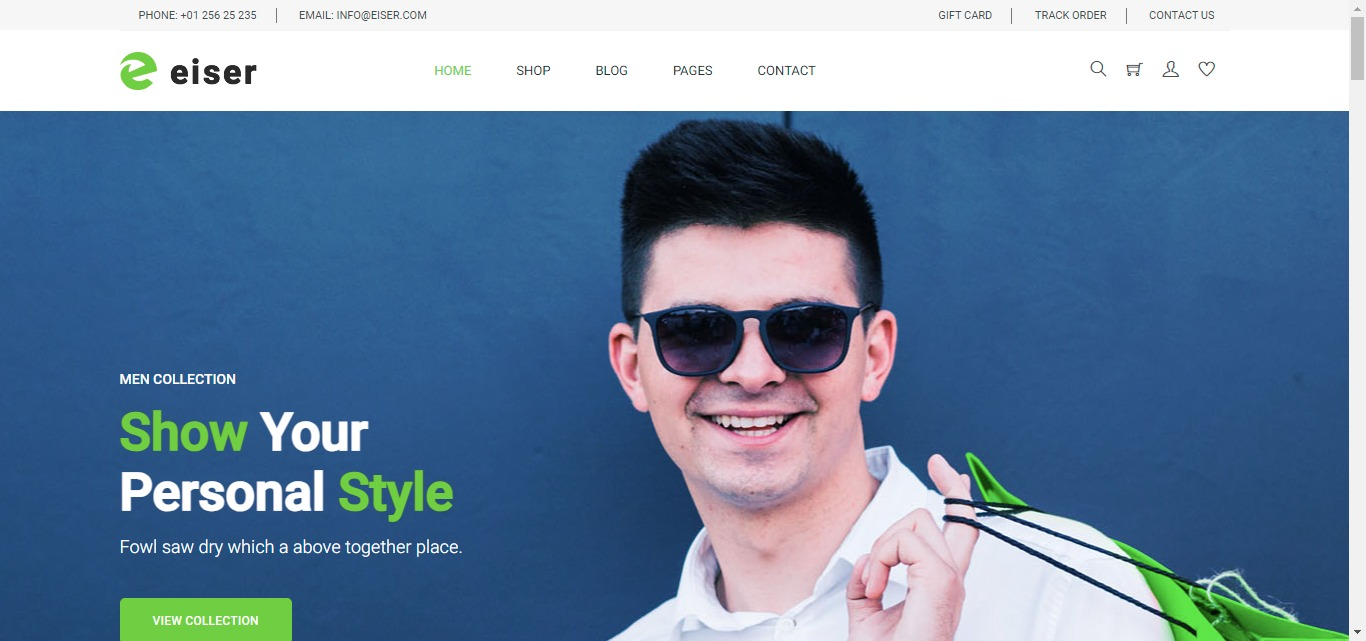 PHONE: +01 256 25 235
EMAIL: INFO@EISER.COM
GIFT CARD
TRACK ORDER
CONTACT US
eiser
HOME
SHOP
BLOG
PAGES
CONTACT
MEN COLLECTION
Show Your
Personal Style
Fowl saw dry which a above together place.
VIEW COLLECTION